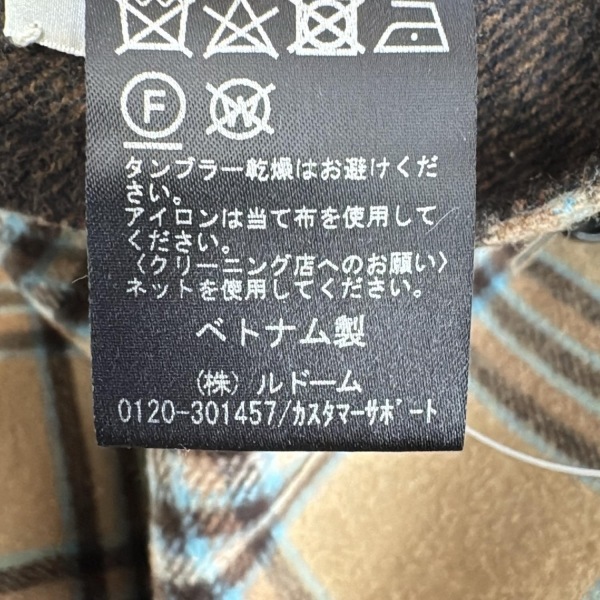 F W
タンブラー乾燥はお避けくだ
さい。
アイロンは当て布を使用して
ください。
〈クリーニング店へのお願い〉
ネットを使用してください。
ベトナム製
(株) ルドーム
0120-301457/ｶｽﾀﾏｰｻﾎﾟｰﾄ